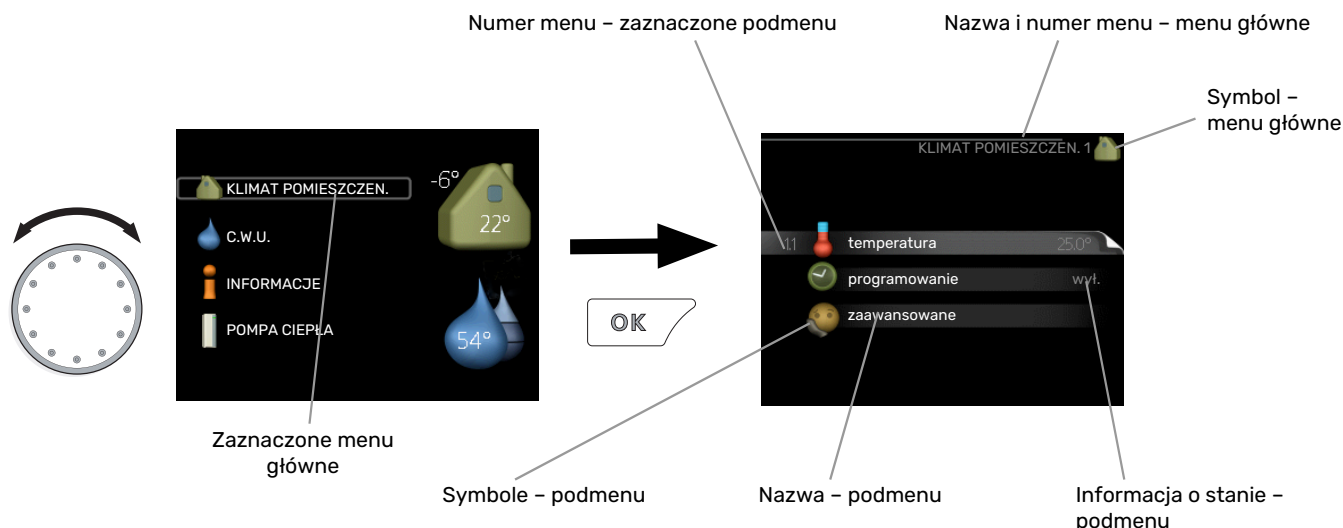 Numer menu – zaznaczone podmenu
Nazwa i numer menu – menu główne
Symbol –
menu główne
KLIMAT POMIESZCZEN.
-6°
22°
C.W.U.
INFORMACJE
POMPA CIEPŁA
54°
OK
KLIMAT POMIESZCZEN. 1
1.1
temperatura
25.0°
programowanie
wył.
zaawansowane
Zaznaczone menu
główne
Symbole – podmenu
Nazwa – podmenu
Informacja o stanie –
podmenu